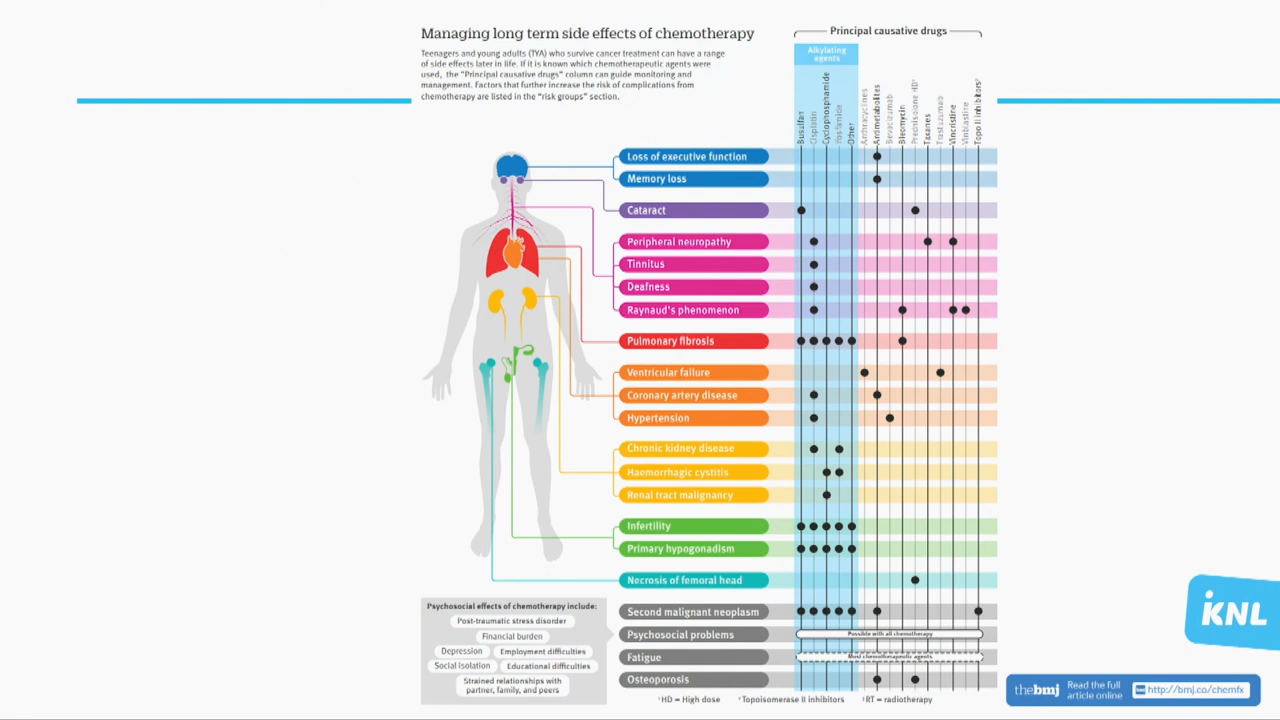 Managing long term side effects of chemotherapy
Teenagers and young adults (TYA) who survive cancer treatment can have a range
of side effects later in life. If it is known which chemotherapeutic agents were
used, the "Principal causative drugs" column can guide monitoring and
management. Factors that further increase the risk of complications from
chemotherapy are listed in the "risk groups" section.
Principal causative drugs
Alkylating
agents
Busulfan
Cisplatin
Cyclophosphamide
Ifosfamide
Other
Anthracyclines
Antimetabolites
Bevacizumab
Bleomycin
Prednisolone HD¹
Taxanes
Trastuzumab
Vincristine
Vinblastine
Topo II inhibitors²
Loss of executive function
Memory loss
Cataract
Peripheral neuropathy
Tinnitus
Deafness
Raynaud's phenomenon
Pulmonary fibrosis
Ventricular failure
Coronary artery disease
Hypertension
Chronic kidney disease
Haemorrhagic cystitis
Renal tract malignancy
Infertility
Primary hypogonadism
Necrosis of femoral head
Second malignant neoplasm
Psychosocial problems
Possible with all chemotherapy
Fatigue
Most chemotherapeutic agents
Osteoporosis
Psychosocial effects of chemotherapy include:
Post-traumatic stress disorder
Financial burden
Depression
Employment difficulties
Social isolation
Educational difficulties
Strained relationships with
partner, family, and peers
¹HD = High dose
²Topoisomerase II inhibitors
³RT = radiotherapy
iKNL
thebmj
Read the full
article online
http://bmj.co/chemfx